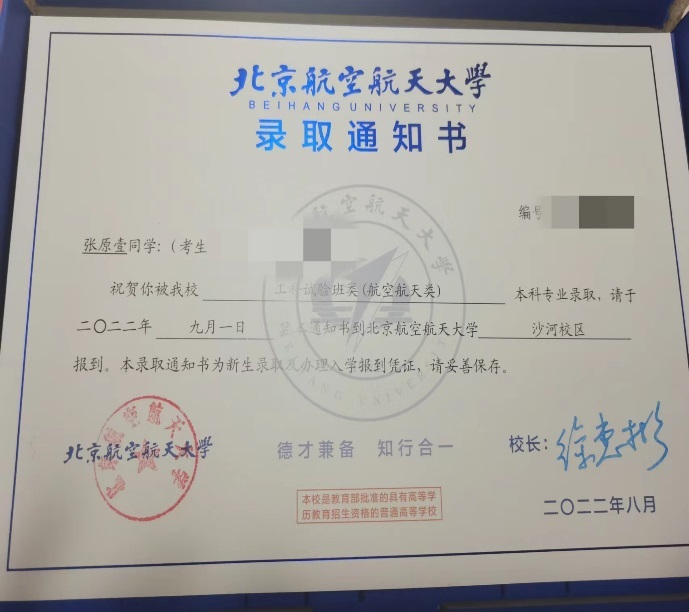 北京航空航天大學
BEIHANG UNIVERSITY
录取通知书
编号
张原壹同学：(考生
祝贺你被我校 工科试验班类(航空航天类) 本科专业录取，请于
二〇二二年 九月一日 通知书到北京航空航天大学 沙河校区
报到。本录取通知书为新生录取及办理入学报到凭证，请妥善保存。
北京航空航天大學
德才兼备 知行合一
校长：徐惠彬
本校是教育部批准的具有高等学
历教育招生资格的普通高等学校
二〇二二年八月